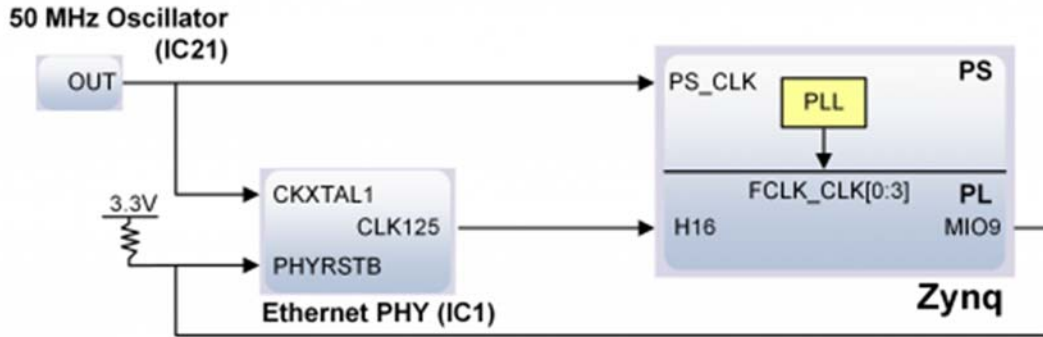 50 MHz Oscillator
(IC21)
OUT
PS_CLK
PS
PLL
3.3V
CKXTAL1
CLK125
PHYRSTB
FCLK_CLK[0:3]
PL
H16
MIO9
Ethernet PHY (IC1)
Zynq